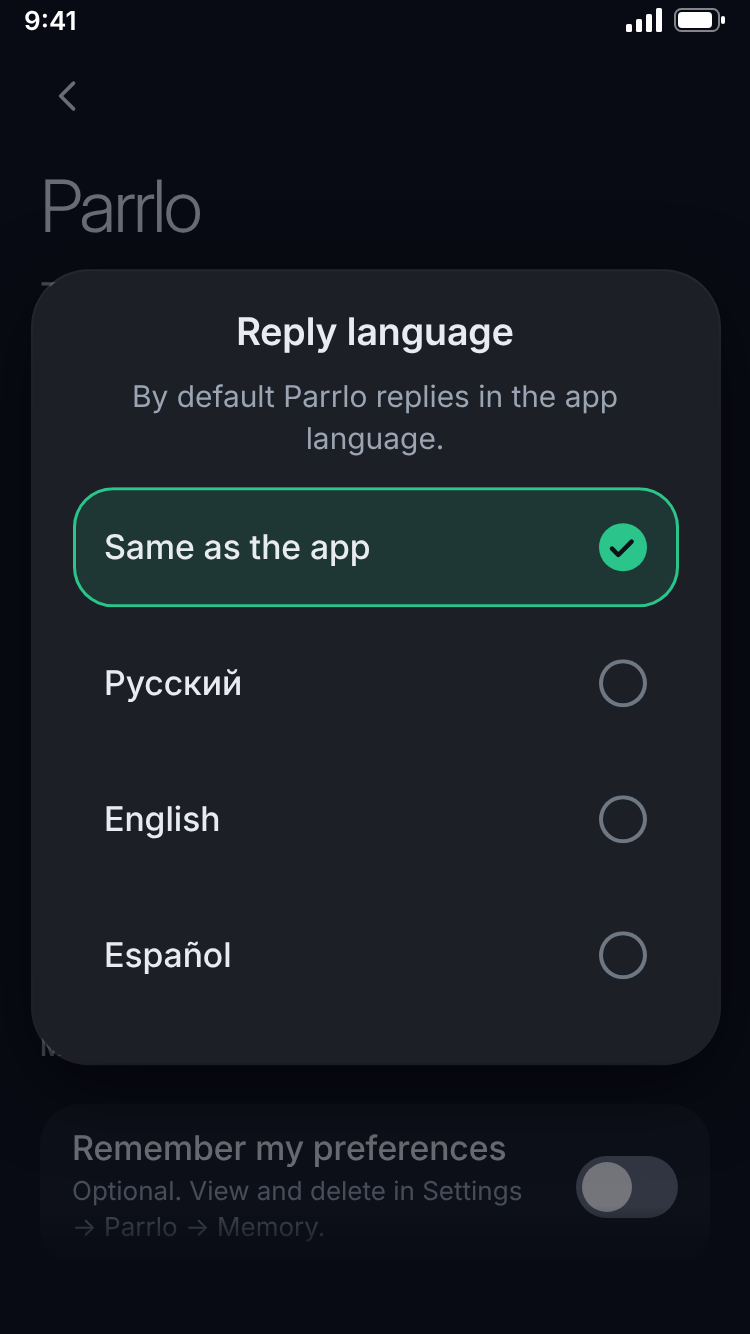 9:41
Parrlo
Reply language
By default Parrlo replies in the app
language.
Same as the app
Русский
English
Español
Remember my preferences
Optional. View and delete in Settings
→ Parrlo → Memory.